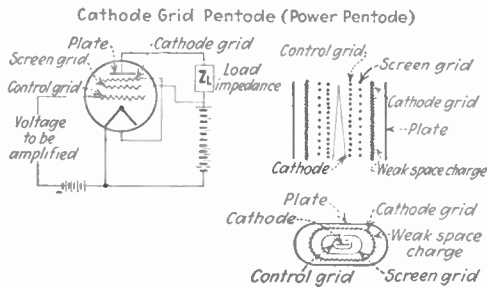 Cathode Grid Pentode (Power Pentode)
Plate
Cathode grid
Screen grid
Control grid
ZL
Load
impedance
Voltage
to be
amplified
Control grid
Screen grid
Cathode grid
Plate
Cathode
Weak space charge
Plate
Cathode
Cathode grid
Weak space
charge
Control grid
Screen grid